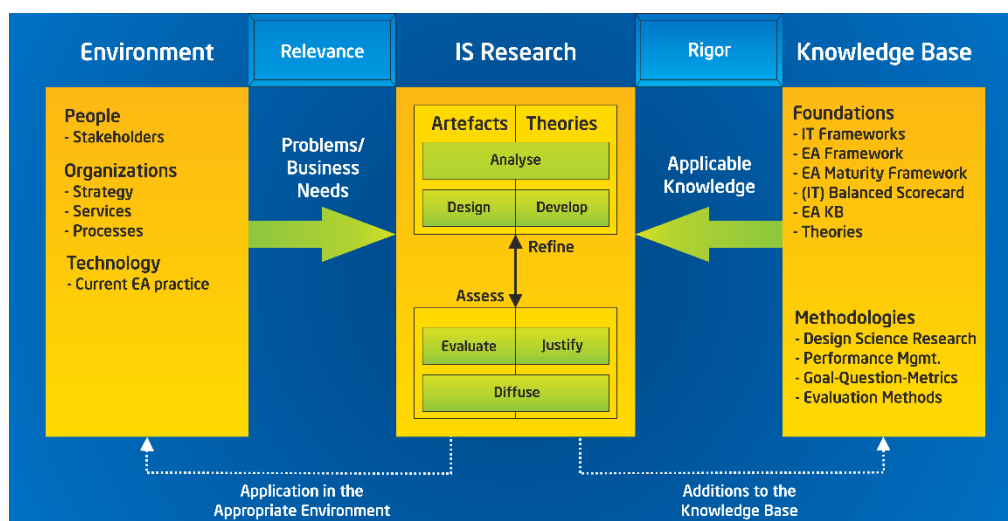 Environment
Relevance
IS Research
Rigor
Knowledge Base
People
- Stakeholders
Organizations
- Strategy
- Services
- Processes
Technology
- Current EA practice
Problems/
Business
Needs
Artefacts
Theories
Analyse
Design
Develop
Refine
Assess
Evaluate
Justify
Diffuse
Applicable
Knowledge
Foundations
- IT Frameworks
- EA Framework
- EA Maturity Framework
- (IT) Balanced Scorecard
- EA KB
- Theories
Methodologies
- Design Science Research
- Performance Mgmt.
- Goal-Question-Metrics
- Evaluation Methods
Application in the
Appropriate Environment
Additions to the
Knowledge Base